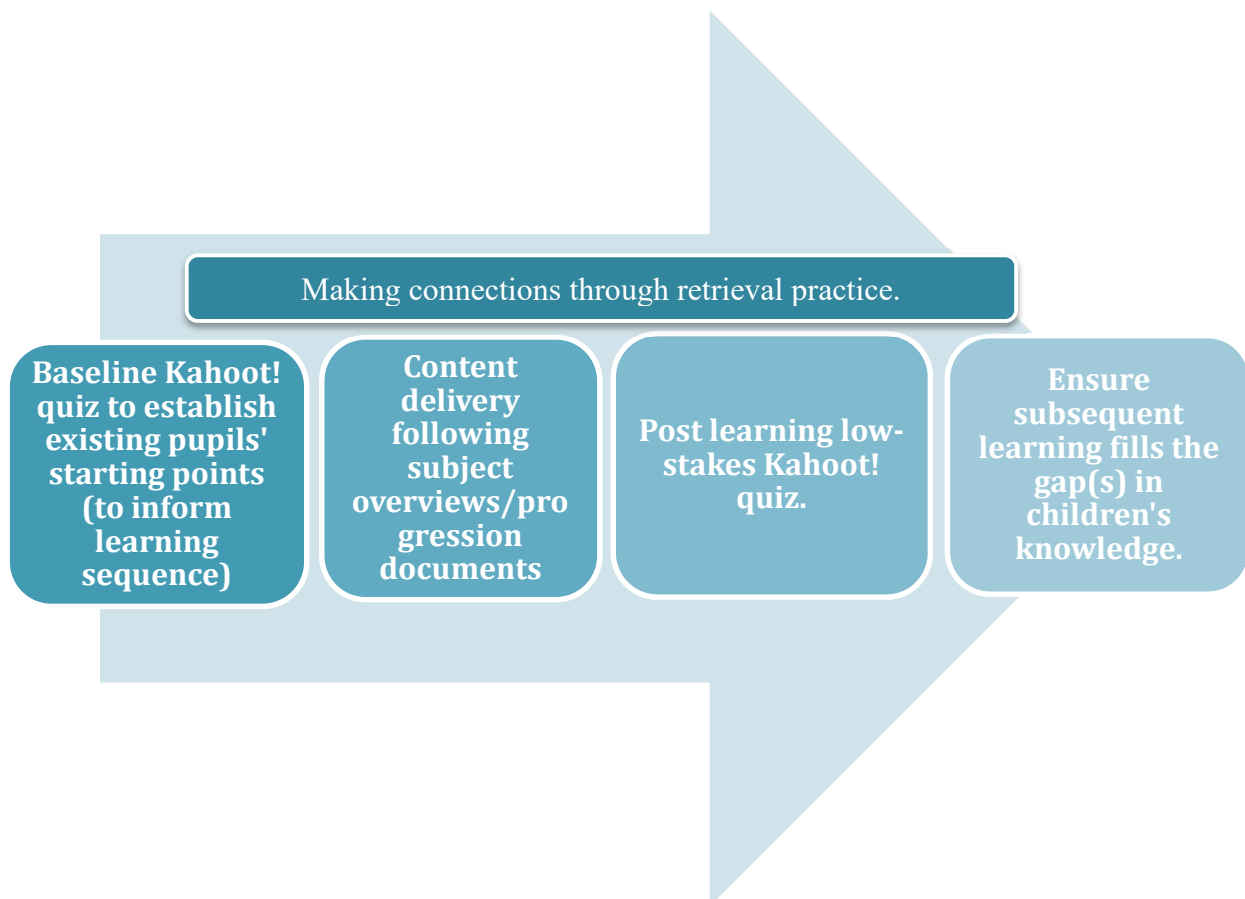 Making connections through retrieval practice.
Baseline Kahoot!
quiz to establish
existing pupils'
starting points
(to inform
learning
sequence)
Content
delivery
following
subject
overviews/pro
gression
documents
Post learning low-
stakes Kahoot!
quiz.
Ensure
subsequent
learning fills the
gap(s) in
children's
knowledge.